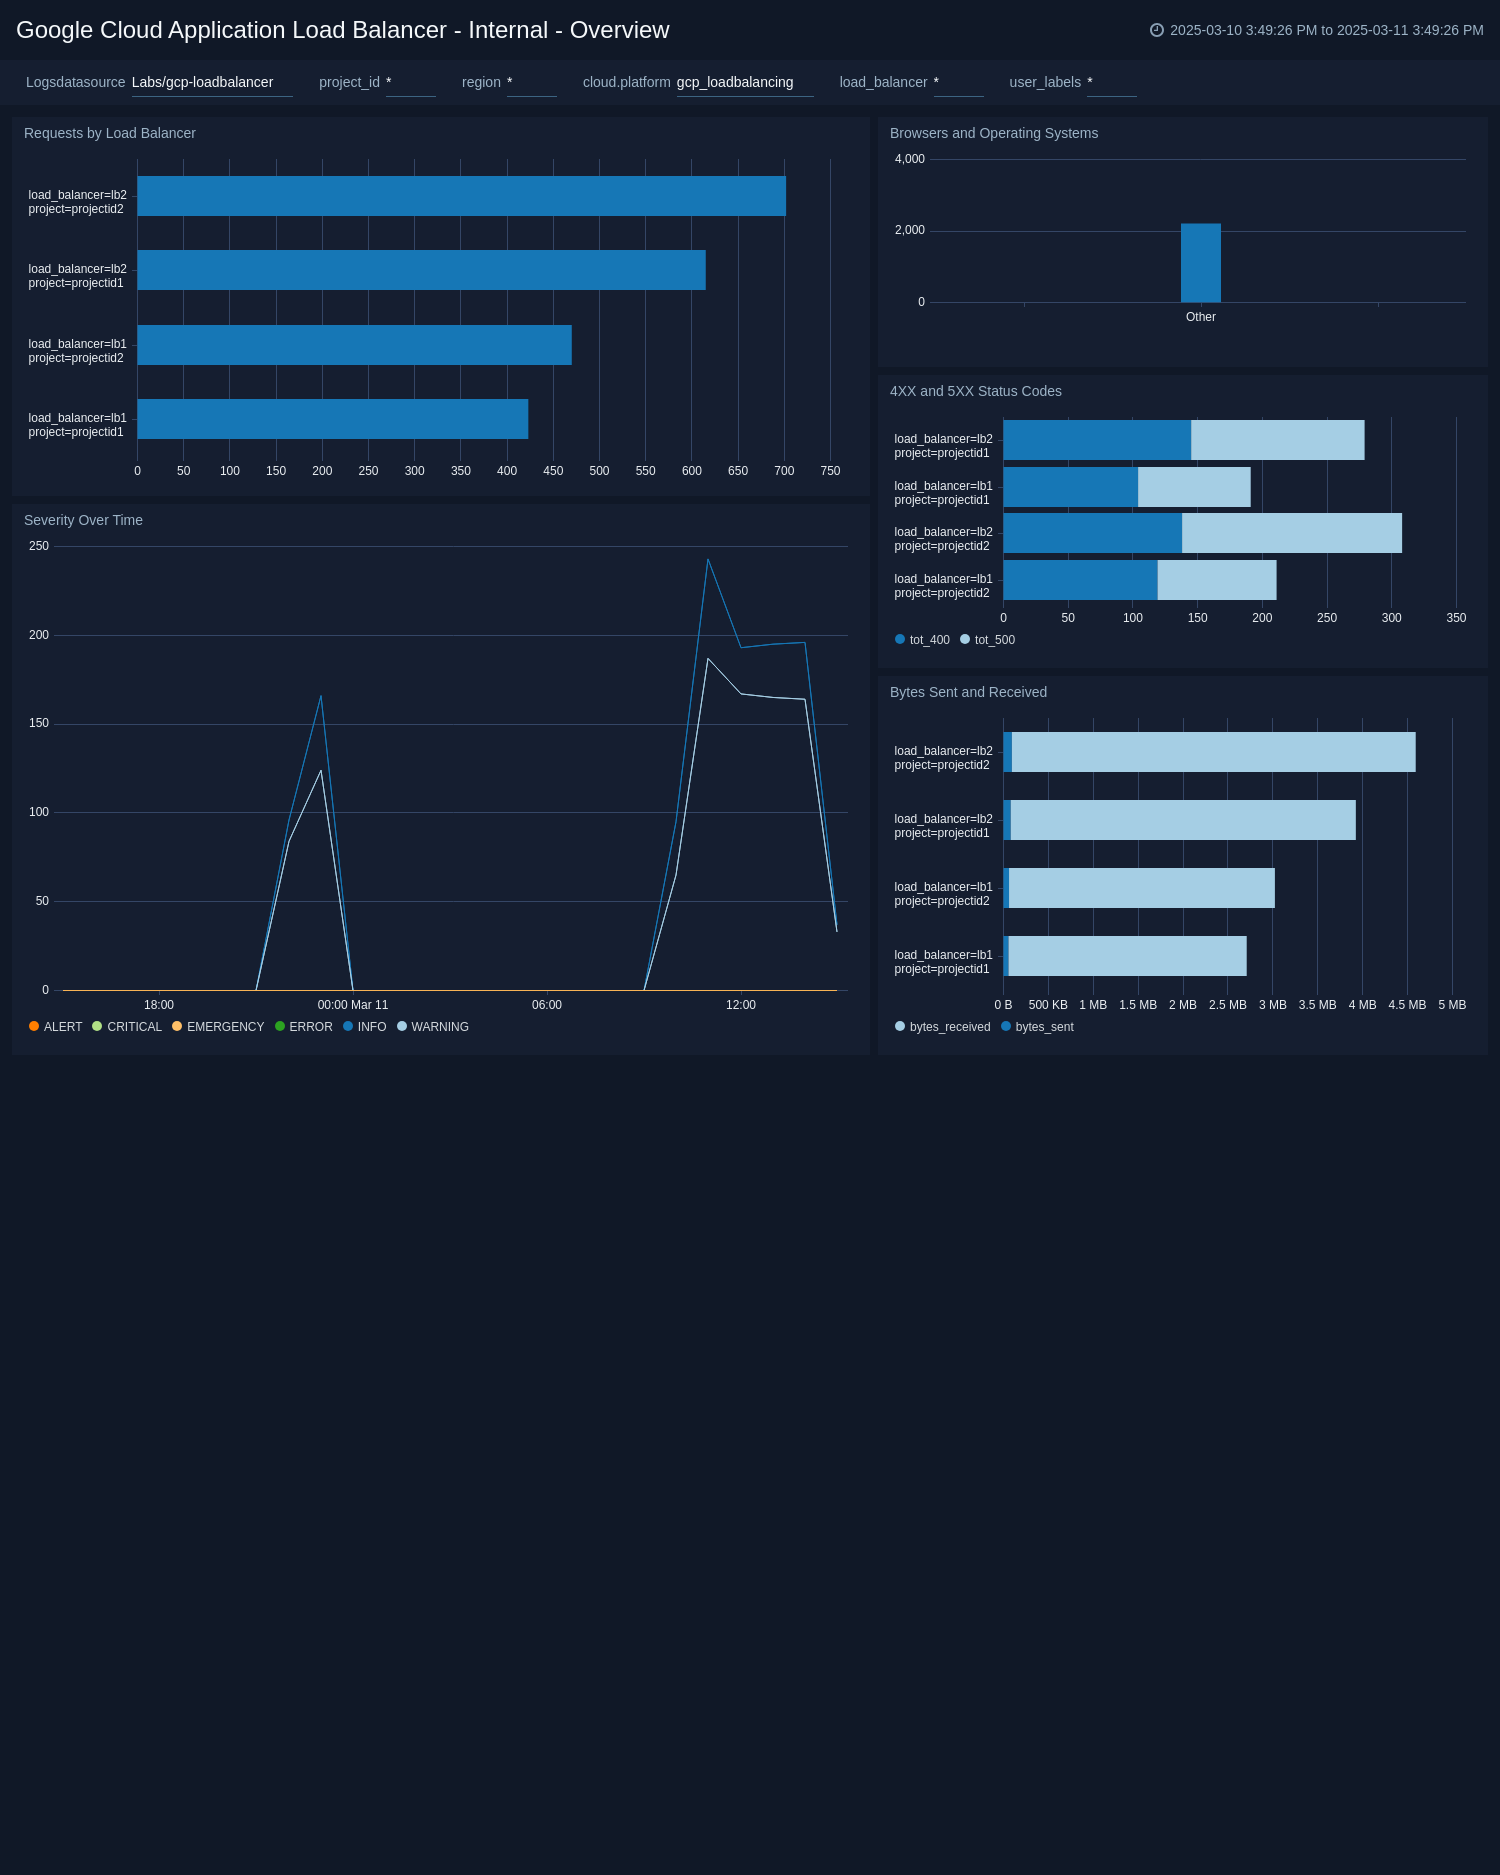 Google Cloud Application Load Balancer - Internal - Overview
2025-03-10 3:49:26 PM to 2025-03-11 3:49:26 PM
Logsdatasource Labs/gcp-loadbalancer project_id * region * cloud.platform gcp_loadbalancing load_balancer * user_labels *
Requests by Load Balancer
load_balancer=lb2
project=projectid2
load_balancer=lb2
project=projectid1
load_balancer=lb1
project=projectid2
load_balancer=lb1
project=projectid1
0 50 100 150 200 250 300 350 400 450 500 550 600 650 700 750
Browsers and Operating Systems
4,000
2,000
0
Other
4XX and 5XX Status Codes
load_balancer=lb2
project=projectid1
load_balancer=lb1
project=projectid1
load_balancer=lb2
project=projectid2
load_balancer=lb1
project=projectid2
0 50 100 150 200 250 300 350
tot_400 tot_500
Severity Over Time
250
200
150
100
50
0
18:00 00:00 Mar 11 06:00 12:00
ALERT CRITICAL EMERGENCY ERROR INFO WARNING
Bytes Sent and Received
load_balancer=lb2
project=projectid2
load_balancer=lb2
project=projectid1
load_balancer=lb1
project=projectid2
load_balancer=lb1
project=projectid1
0 B 500 KB 1 MB 1.5 MB 2 MB 2.5 MB 3 MB 3.5 MB 4 MB 4.5 MB 5 MB
bytes_received bytes_sent